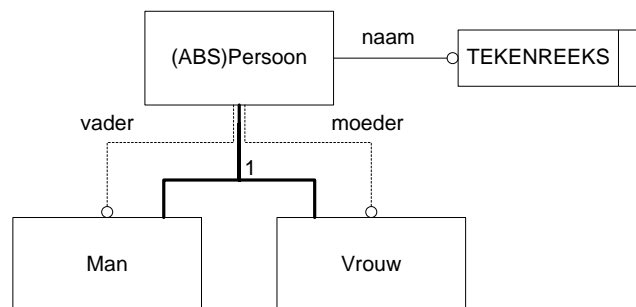 naam
(ABS)Persoon
TEKENREEKS
vader
moeder
1
Man
Vrouw